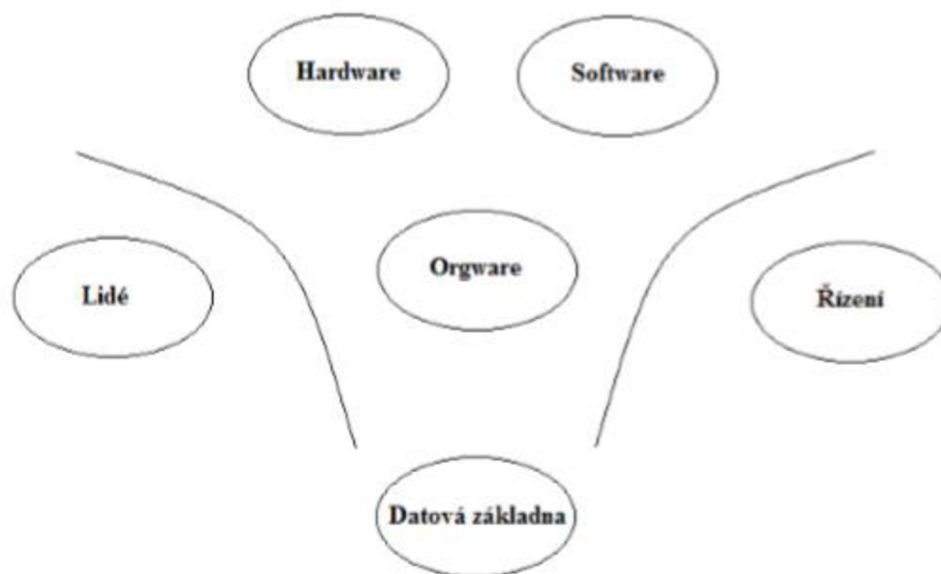 Hardware
Software
Orgware
Lidé
Řízení
Datová základna